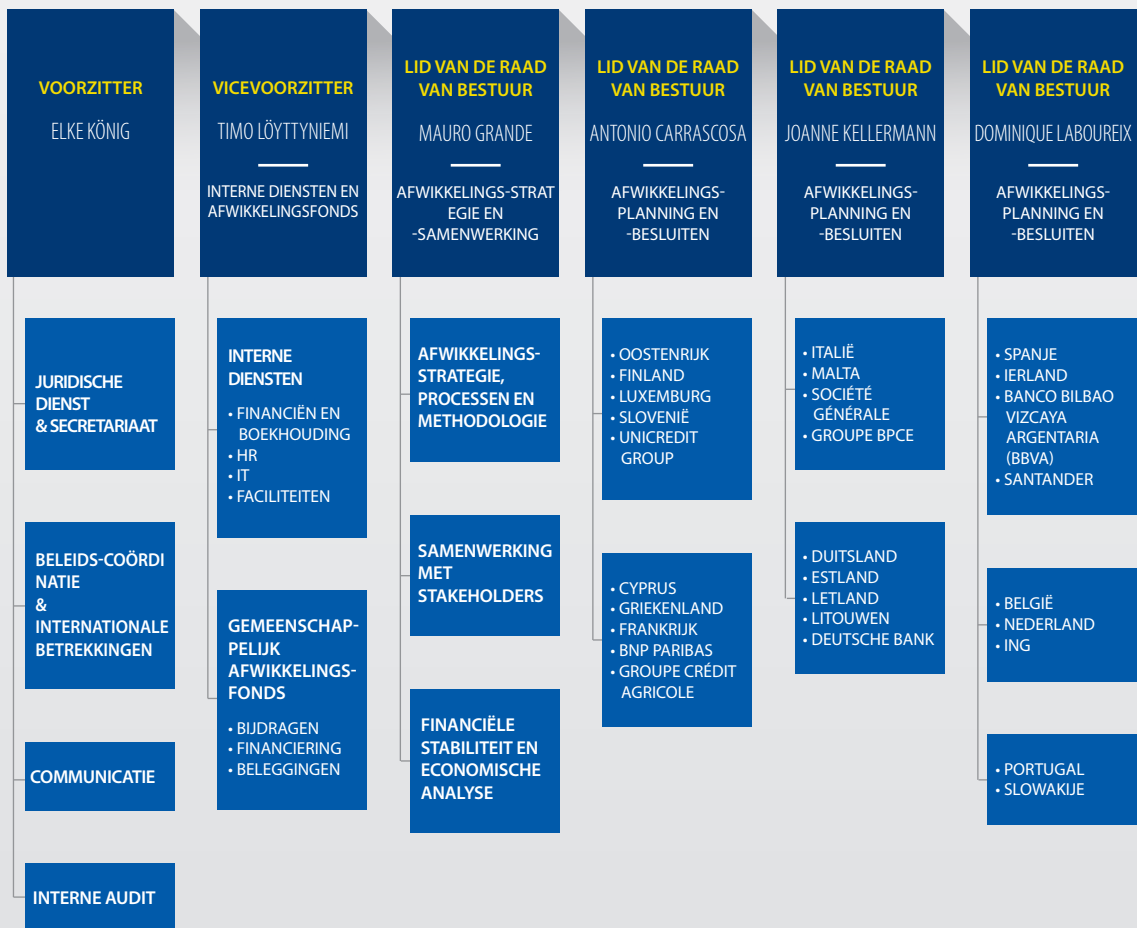 VOORZITTER
ELKE KÖNIG
JURIDISCHE
DIENST
& SECRETARIAAT
BELEIDS-COÖRDI
NATIE
&
INTERNATIONALE
BETREKKINGEN
COMMUNICATIE
INTERNE AUDIT
VICEVOORZITTER
TIMO LÖYTTYNIEMI
INTERNE DIENSTEN EN
AFWIKKELINGSFONDS
INTERNE
DIENSTEN
• FINANCIËN EN
BOEKHOUDING
• HR
• IT
• FACILITEITEN
GEMEENSCHAP-
PELIJK
AFWIKKELINGS-
FONDS
• BIJDRAGEN
• FINANCIERING
• BELEGGINGEN
LID VAN DE RAAD
VAN BESTUUR
MAURO GRANDE
AFWIKKELINGS-STRAT
EGIE EN
-SAMENWERKING
AFWIKKELINGS-
STRATEGIE,
PROCESSEN EN
METHODOLOGIE
SAMENWERKING
MET
STAKEHOLDERS
FINANCIËLE
STABILITEIT EN
ECONOMISCHE
ANALYSE
LID VAN DE RAAD
VAN BESTUUR
ANTONIO CARRASCOSA
AFWIKKELINGS-
PLANNING EN
-BESLUITEN
• OOSTENRIJK
• FINLAND
• LUXEMBURG
• SLOVENIË
• UNICREDIT
GROUP
• CYPRUS
• GRIEKENLAND
• FRANKRIJK
• BNP PARIBAS
• GROUPE CRÉDIT
AGRICOLE
LID VAN DE RAAD
VAN BESTUUR
JOANNE KELLERMANN
AFWIKKELINGS-
PLANNING EN
-BESLUITEN
• ITALIË
• MALTA
• SOCIÉTÉ
GÉNÉRALE
• GROUPE BPCE
• DUITSLAND
• ESTLAND
• LETLAND
• LITOUWEN
• DEUTSCHE BANK
LID VAN DE RAAD
VAN BESTUUR
DOMINIQUE LABOUREIX
AFWIKKELINGS-
PLANNING EN
-BESLUITEN
• SPANJE
• IERLAND
• BANCO BILBAO
VIZCAYA
ARGENTARIA
(BBVA)
• SANTANDER
• BELGIË
• NEDERLAND
• ING
• PORTUGAL
• SLOWAKIJE